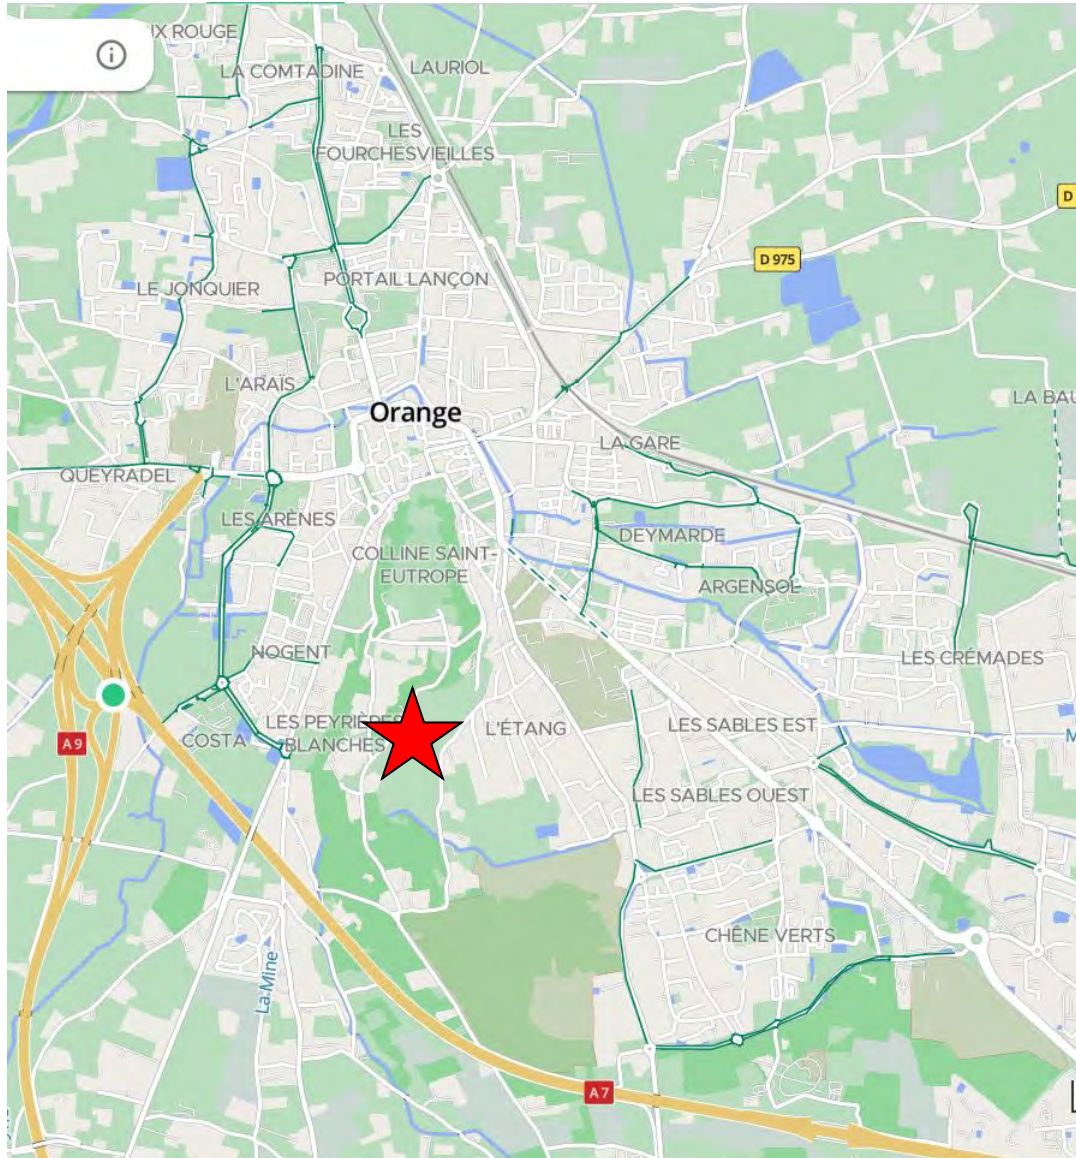 IX ROUGE
LA COMTADINE
LAURIOL
LES
FOURCHESVIEILLES
D
D 975
PORTAIL LANÇON
LE JONQUIER
L'ARAÏS
LA BAU
Orange
LA GARE
QUEYRADEL
LES ARÈNES
DEYMARDE
COLLINE SAINT-
EUTROPE
ARGENSOL
NOGENT
LES CRÉMADES
LES PEYRIÈRES
BLANCHES
L'ÉTANG
LES SABLES EST
M
A 9
COSTA
LES SABLES OUEST
CHÊNE VERTS
La Mine
A 7
L